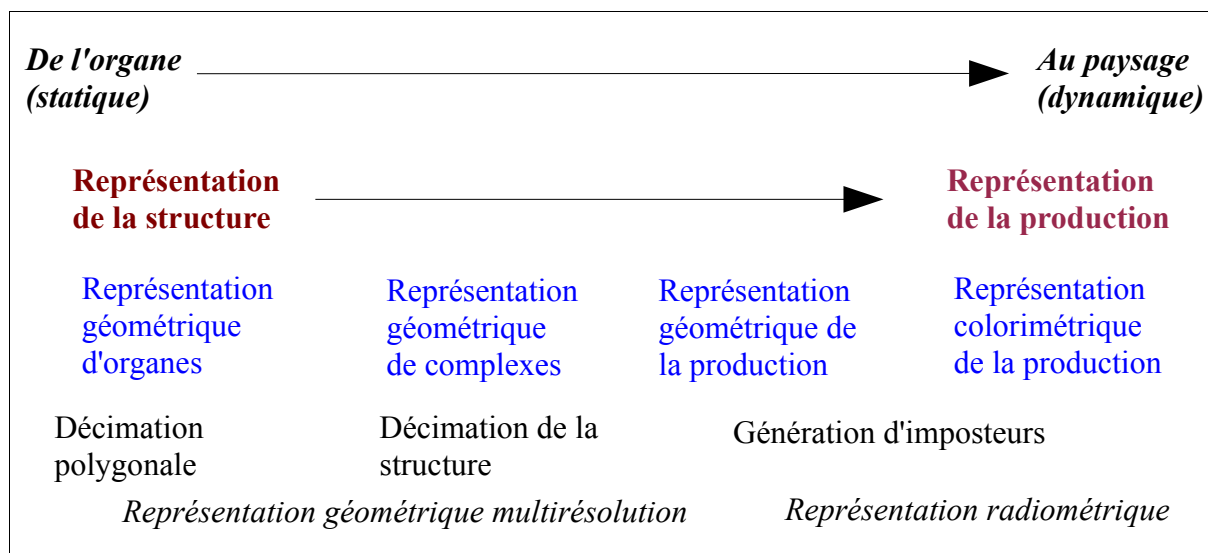 De l'organe
(statique)
Au paysage
(dynamique)
Représentation
de la structure
Représentation
de la production
Représentation
géométrique
d'organes
Représentation
géométrique
de complexes
Représentation
géométrique de
la production
Représentation
colorimétrique
de la production
Décimation
polygonale
Décimation de la
structure
Génération d'imposteurs
Représentation géométrique multirésolution
Représentation radiométrique